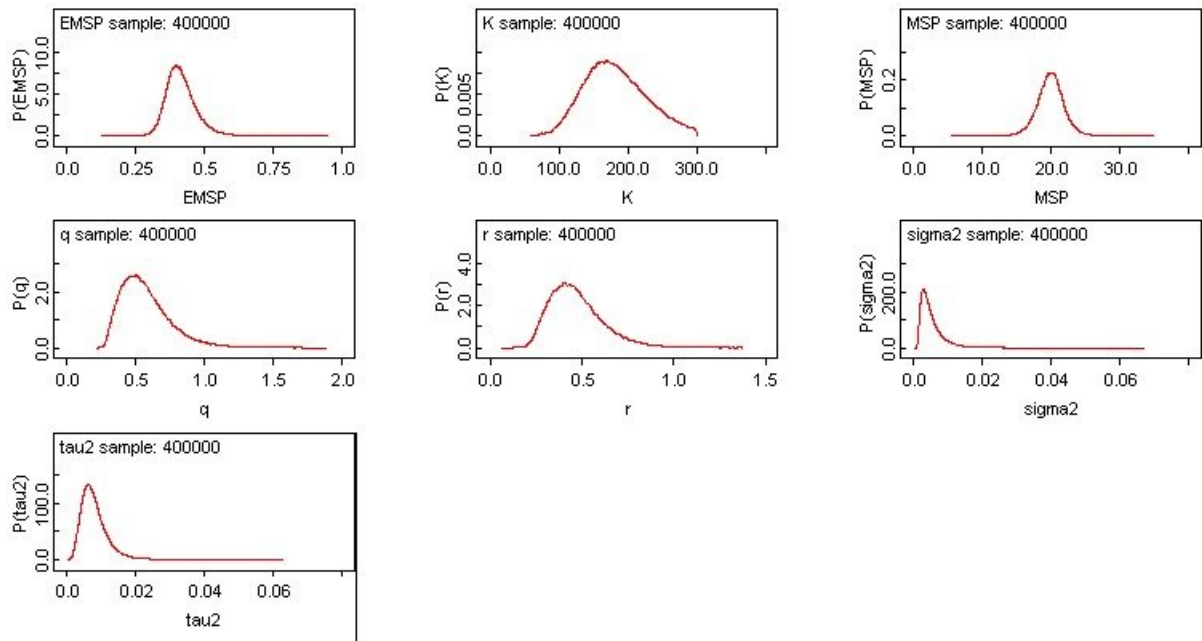 EMSP sample: 400000
P(EMSP)
0.0 5.0 10.0
0.0 0.25 0.5 0.75 1.0
EMSP
K sample: 400000
P(K)
0.0 0.005
0.0 100.0 200.0 300.0
K
MSP sample: 400000
P(MSP)
0.0 0.2
0.0 10.0 20.0 30.0
MSP
q sample: 400000
P(q)
0.0 2.0
0.0 0.5 1.0 1.5 2.0
q
r sample: 400000
P(r)
0.0 2.0 4.0
0.0 0.5 1.0 1.5
r
sigma2 sample: 400000
P(sigma2)
0.0 200.0
0.0 0.02 0.04 0.06
sigma2
tau2 sample: 400000
P(tau2)
0.0 100.0
0.0 0.02 0.04 0.06
tau2